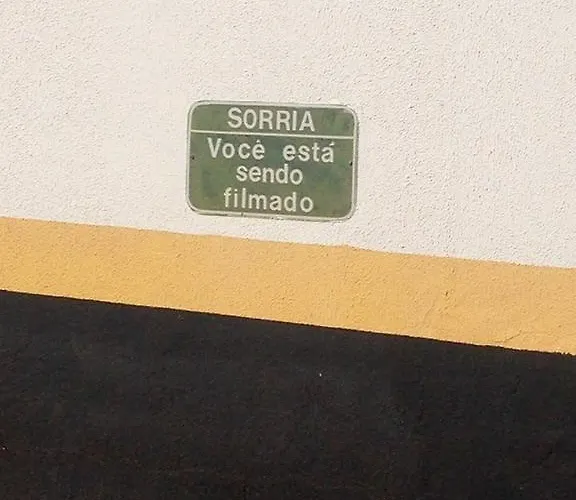 SORRIA
Você está
sendo
filmado